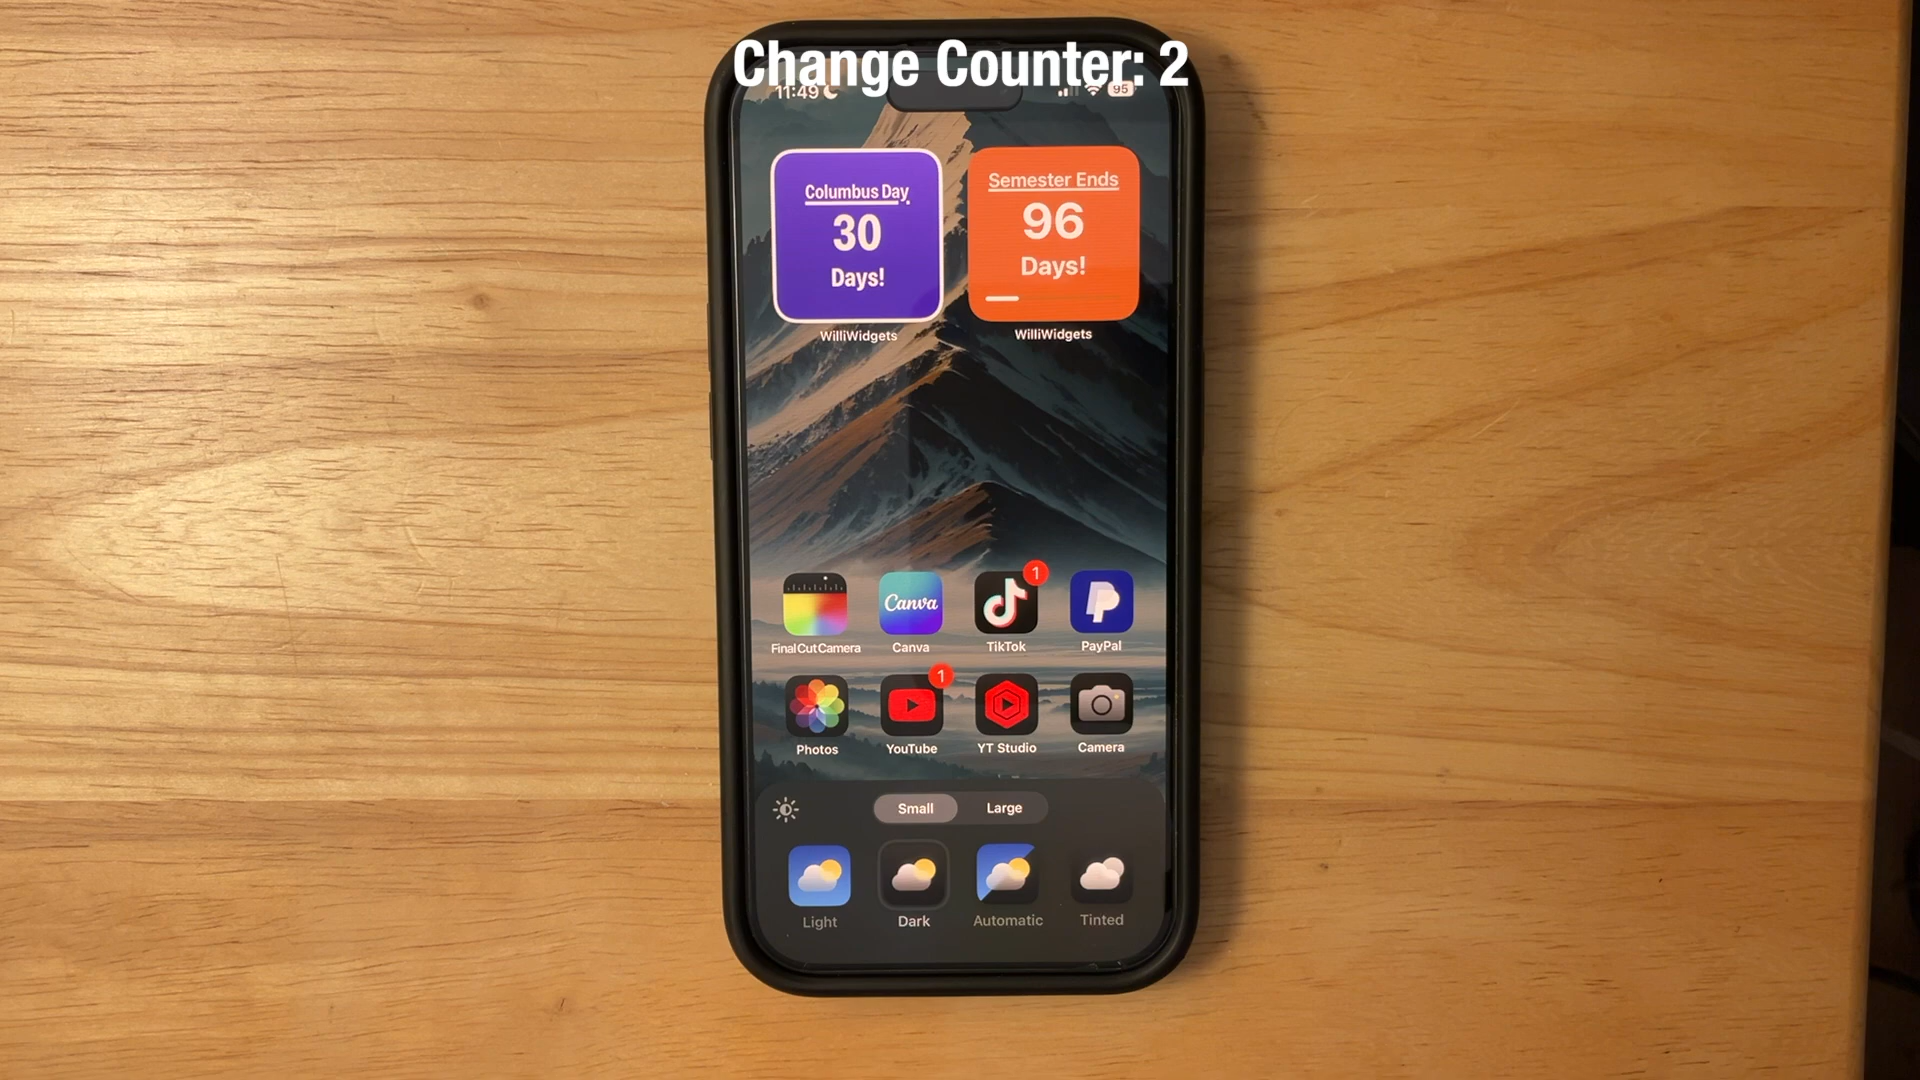 Change Counter: 2
11:49
95
Columbus Day
30
Days!
WilliWidgets
Semester Ends
96
Days!
WilliWidgets
Final Cut Camera
Canva
Canva
1
TikTok
PayPal
Photos
1
YouTube
YT Studio
Camera
Small
Large
Light
Dark
Automatic
Tinted